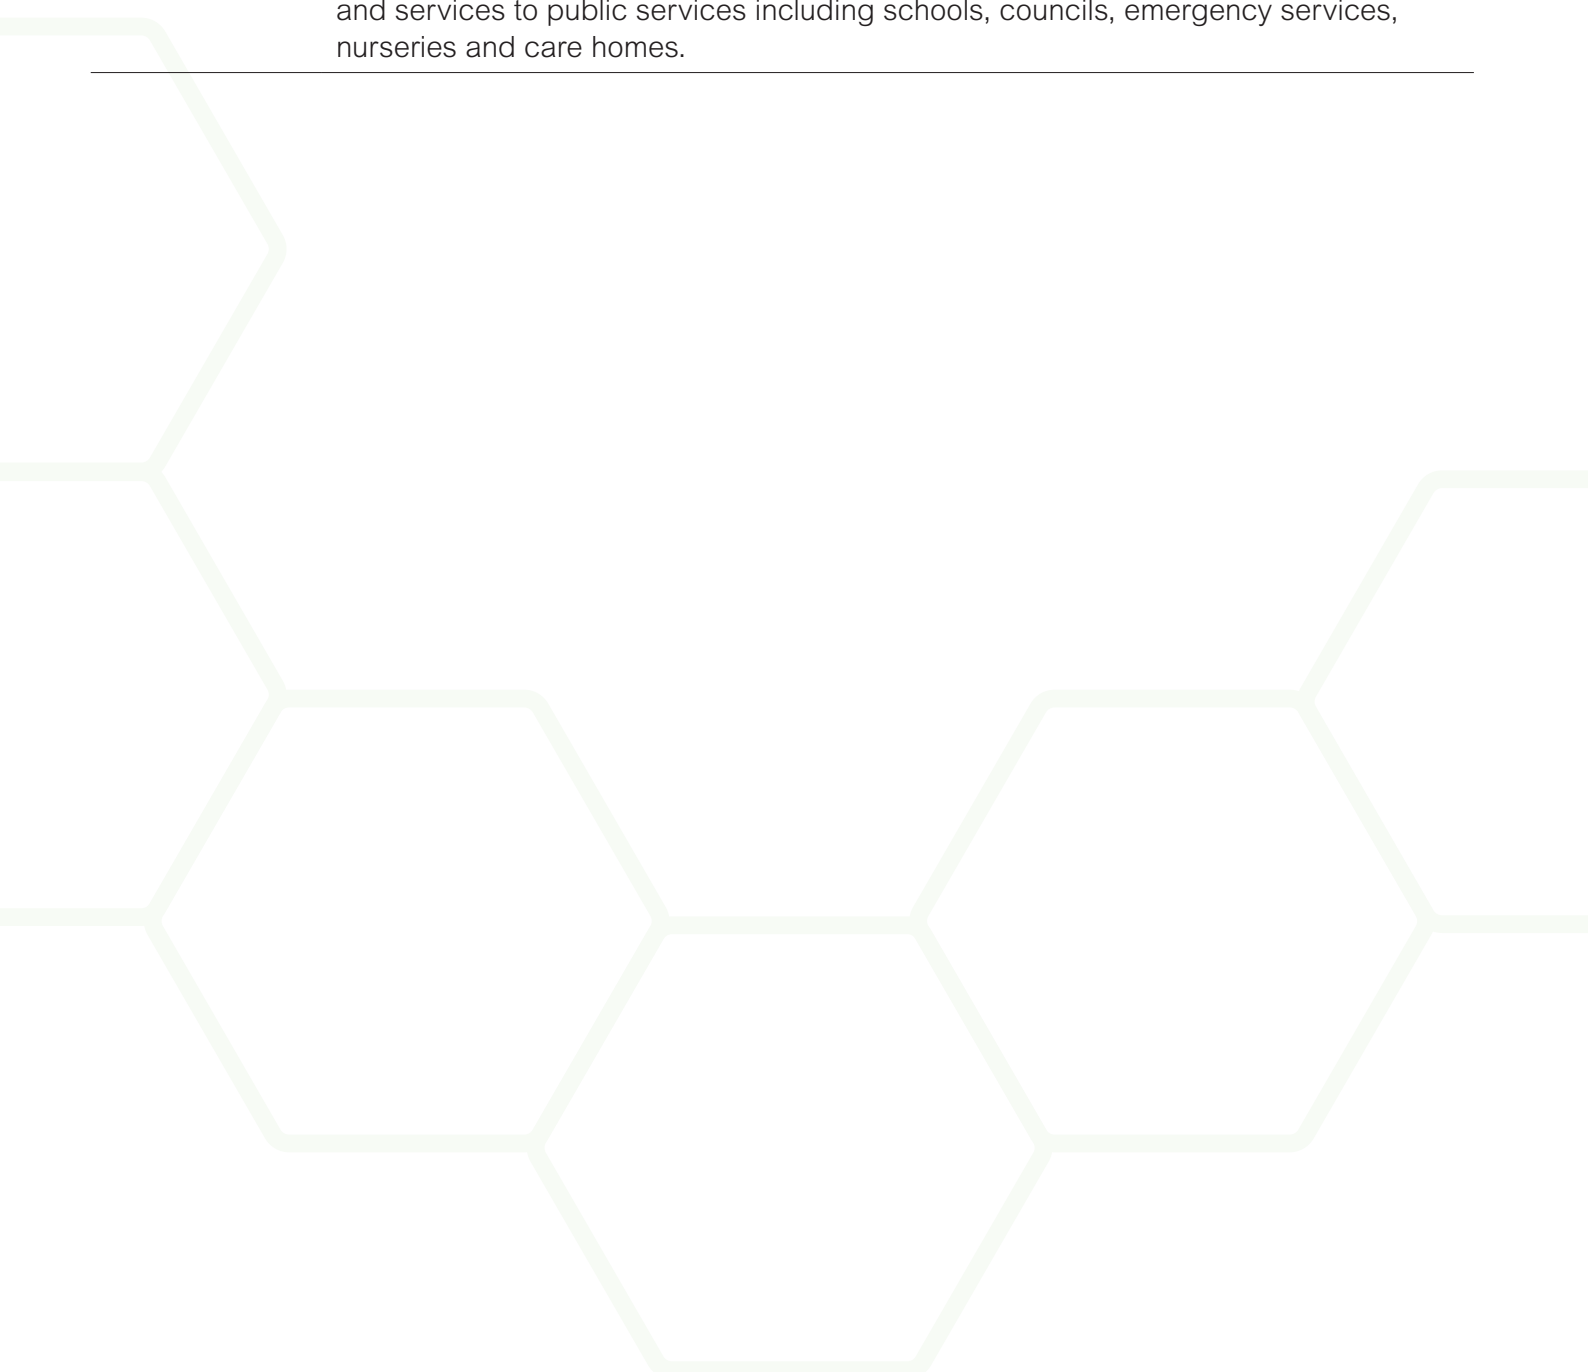 and services to public services including schools, councils, emergency services,
nurseries and care homes.